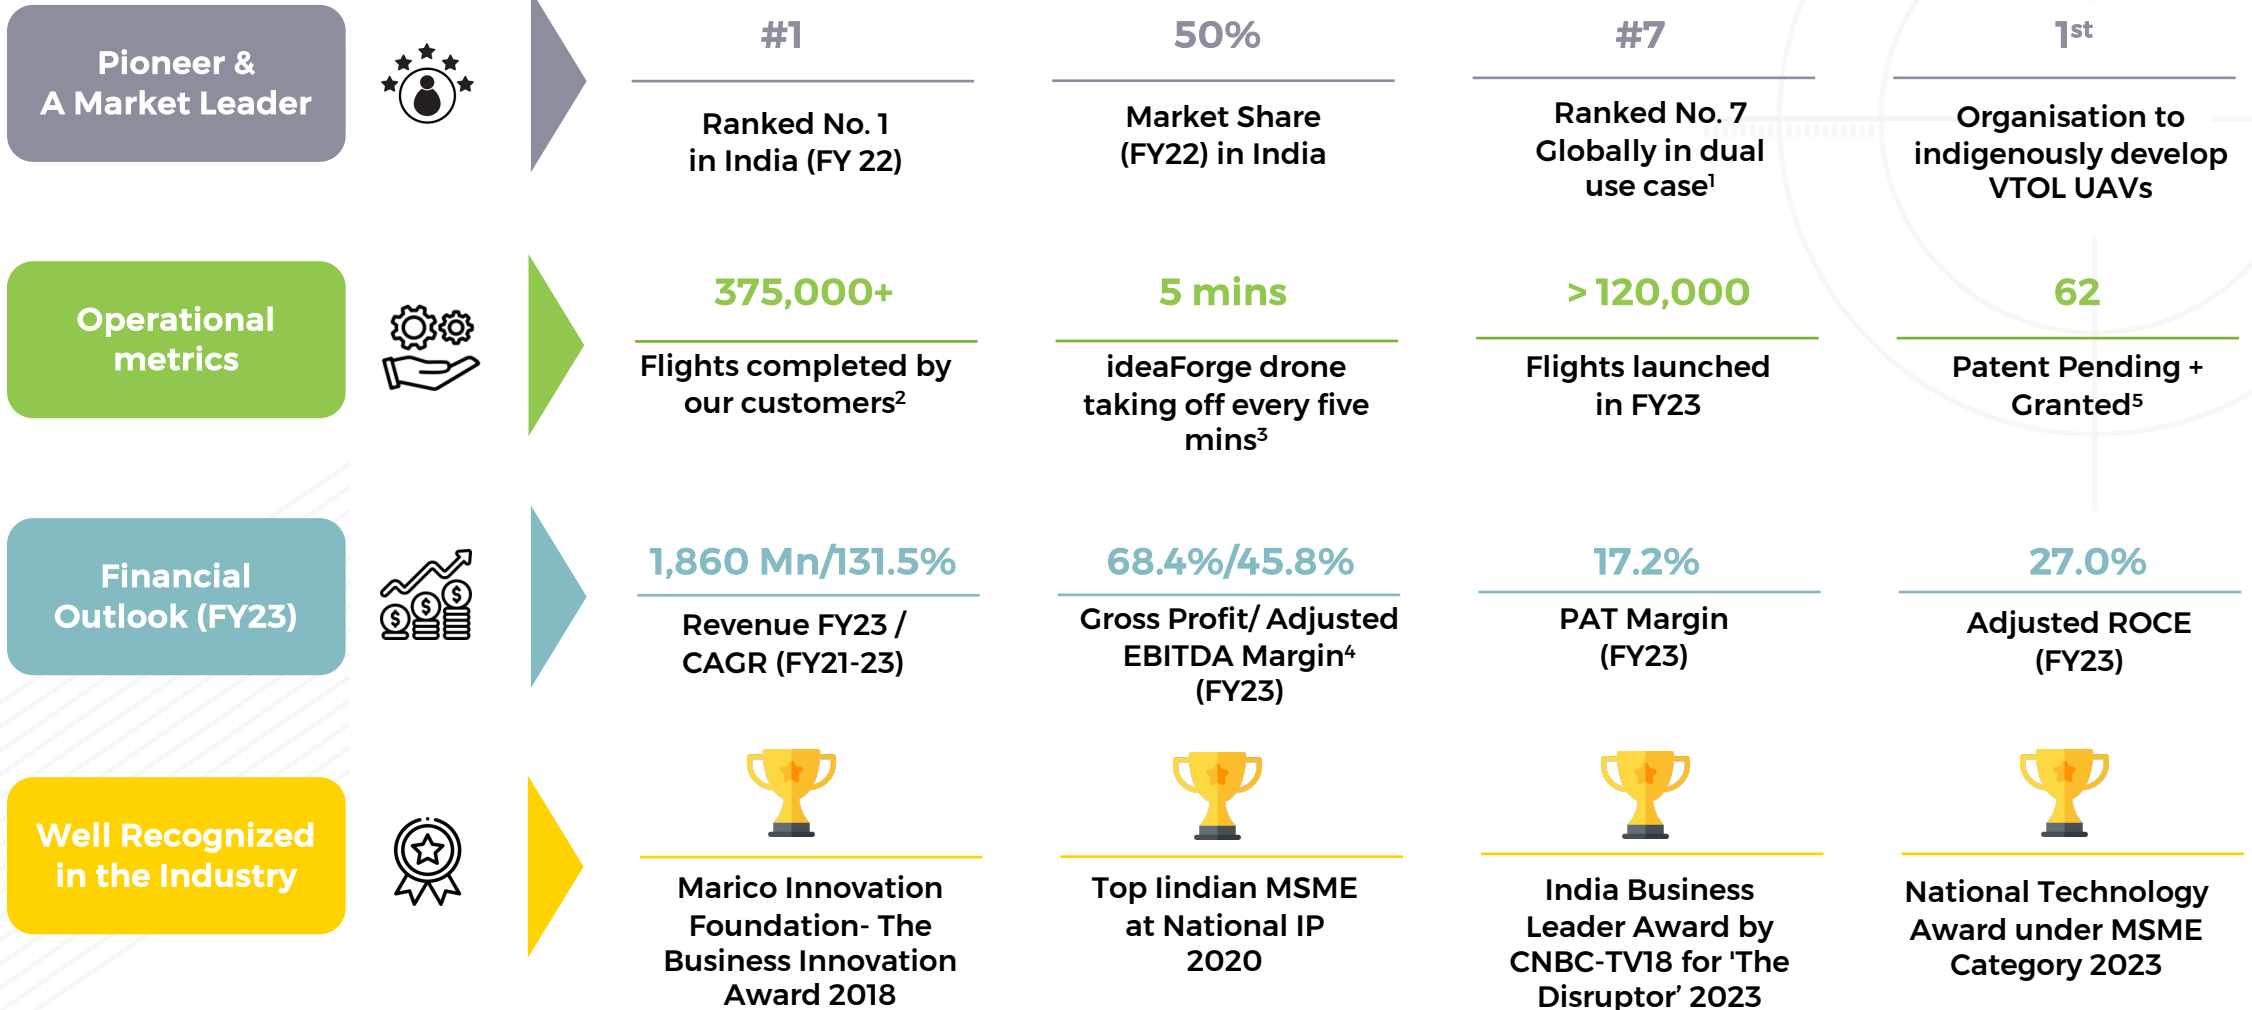 Pioneer &
A Market Leader
#1
Ranked No. 1
in India (FY 22)
50%
Market Share
(FY22) in India
#7
Ranked No. 7
Globally in dual
use case¹
1st
Organisation to
indigenously develop
VTOL UAVs
Operational
metrics
375,000+
Flights completed by
our customers²
5 mins
ideaForge drone
taking off every five
mins³
> 120,000
Flights launched
in FY23
62
Patent Pending +
Granted⁵
Financial
Outlook (FY23)
1,860 Mn/131.5%
Revenue FY23 /
CAGR (FY21-23)
68.4%/45.8%
Gross Profit/ Adjusted
EBITDA Margin⁴
(FY23)
17.2%
PAT Margin
(FY23)
27.0%
Adjusted ROCE
(FY23)
Well Recognized
in the Industry
Marico Innovation
Foundation- The
Business Innovation
Award 2018
Top Iindian MSME
at National IP
2020
India Business
Leader Award by
CNBC-TV18 for 'The
Disruptor’ 2023
National Technology
Award under MSME
Category 2023